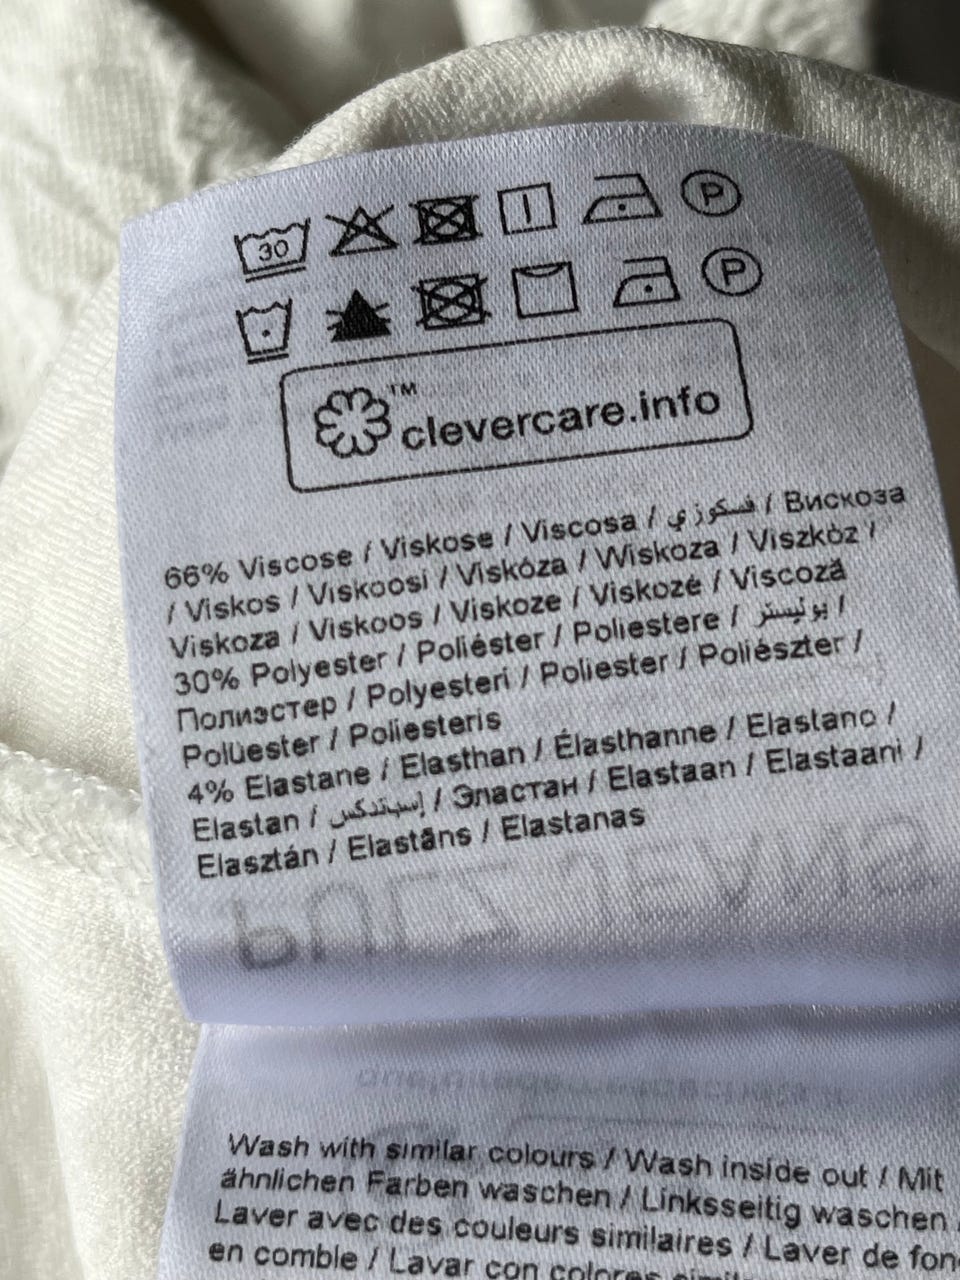 30 P
P
™ clevercare.info
66% Viscose / Viskose / Viscosa / فسكوزي / Вискоза
/ Viskos / Viskoosi / Viskóza / Wiskoza / Viszkóz /
Viskoza / Viskoos / Viskoze / Viskozė / Viscoză
30% Polyester / Poliéster / Poliestere / بوليستر /
Полиэстер / Polyesteri / Poliester / Poliészter /
Polüester / Poliesteris
4% Elastane / Elasthan / Élasthanne / Elastano /
Elastan / إسباندكس / Эластан / Elastaan / Elastaani /
Elasztán / Elastāns / Elastanas
Wash with similar colours / Wash inside out / Mit
ähnlichen Farben waschen / Linksseitig waschen
Laver avec des couleurs similaires / Laver de fon
en comble / Lavar con colores